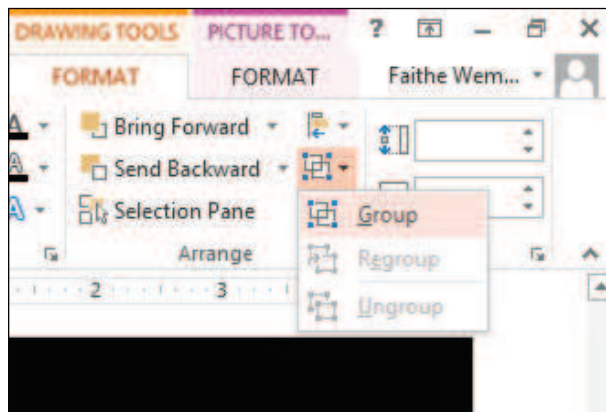 DRAWING TOOLS PICTURE TO... ?
FORMAT FORMAT Faithe Wem...
A Bring Forward
A Send Backward
A Selection Pane Group
Arrange Regroup
2 3
Ungroup